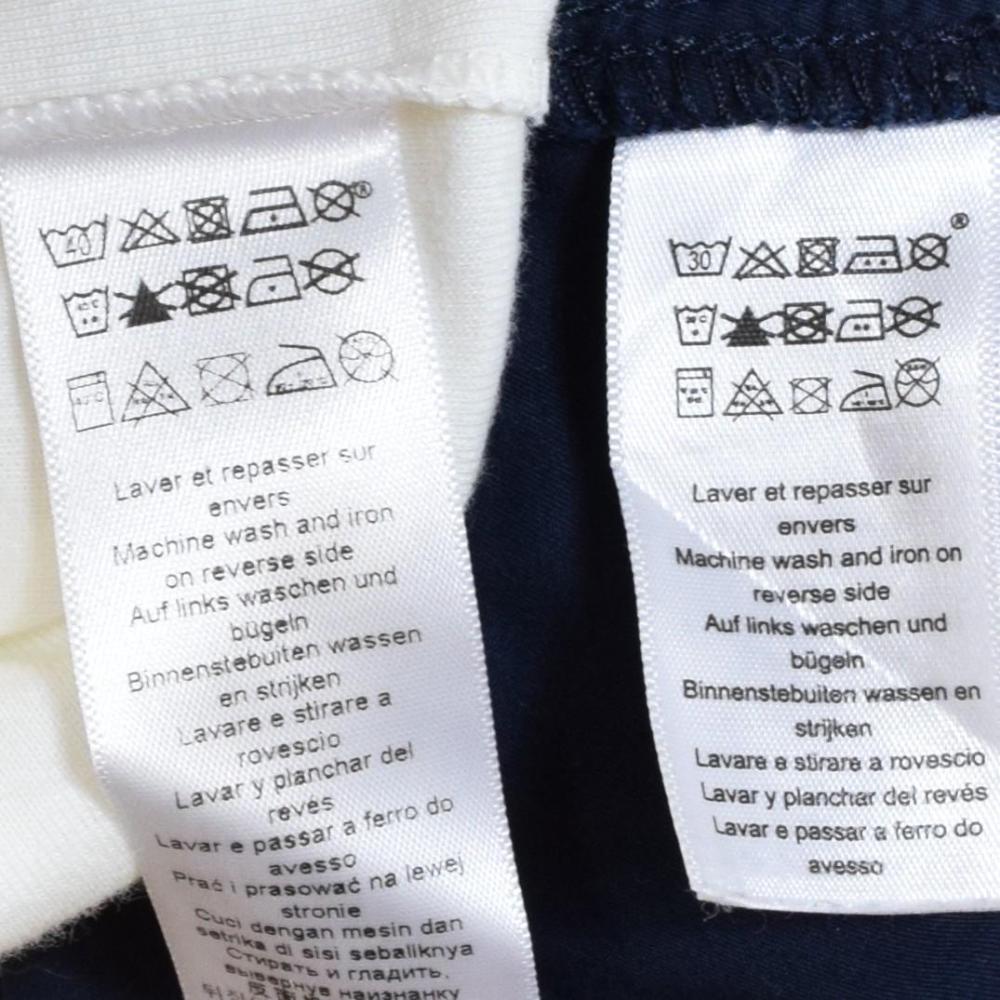 40
®
Laver et repasser sur
envers
Machine wash and iron
on reverse side
Auf links waschen und
bügeln
Binnenstebuiten wassen
en strijken
Lavare e stirare a
rovescio
Lavar y planchar del
revés
Lavar e passar a ferro do
avesso
Prać i prasować na lewej
stronie
Cuci dengan mesin dan
setrika di sisi sebaliknya
Стирать и гладить,
вывернув наизнанку
30
®
Laver et repasser sur
envers
Machine wash and iron on
reverse side
Auf links waschen und
bügeln
Binnenstebuiten wassen en
strijken
Lavare e stirare a rovescio
Lavar y planchar del revés
Lavar e passar a ferro do
avesso